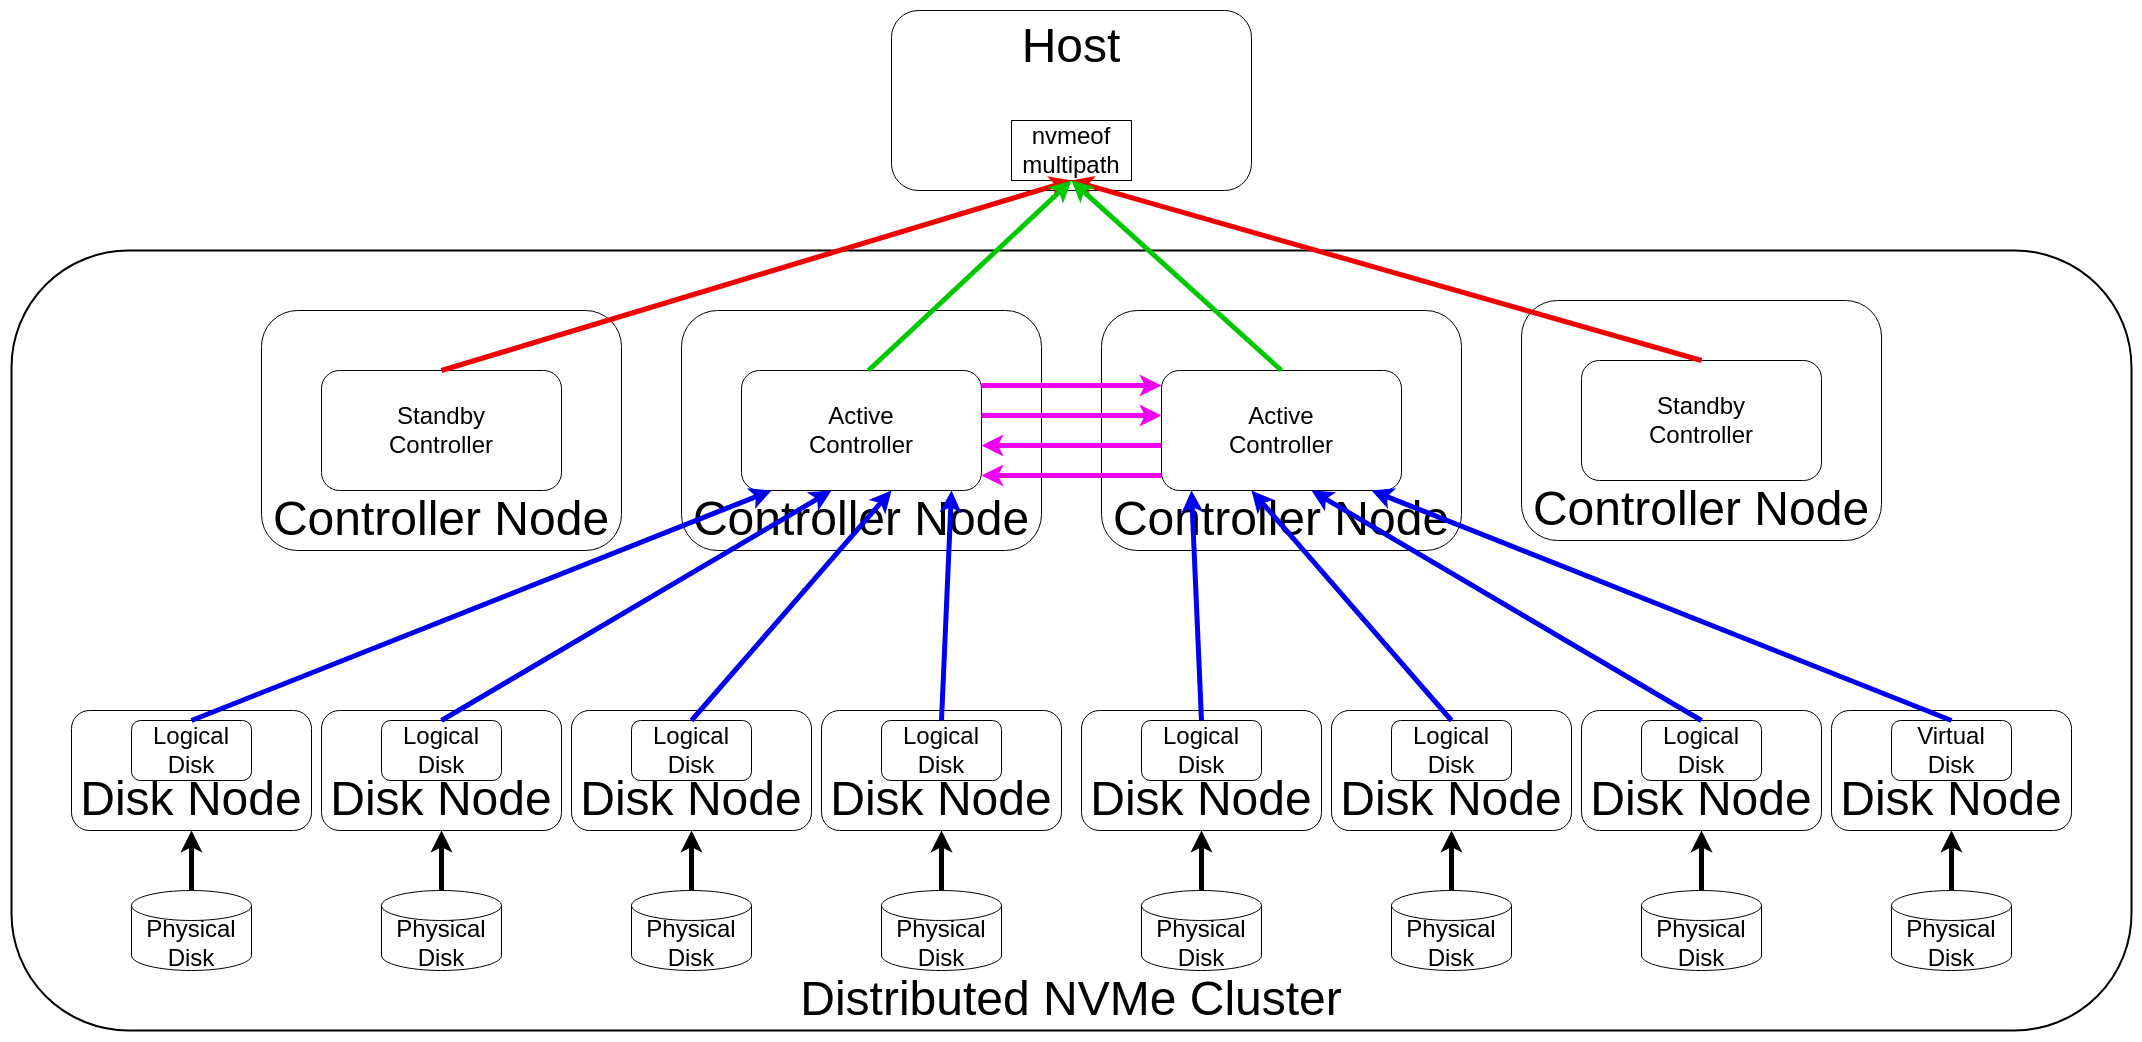 Host
nvmeof
multipath
Standby
Controller
Controller Node
Active
Controller
Controller Node
Active
Controller
Controller Node
Standby
Controller
Controller Node
Logical
Disk
Disk Node
Logical
Disk
Disk Node
Logical
Disk
Disk Node
Logical
Disk
Disk Node
Logical
Disk
Disk Node
Logical
Disk
Disk Node
Logical
Disk
Disk Node
Virtual
Disk
Disk Node
Physical
Disk
Physical
Disk
Physical
Disk
Physical
Disk
Physical
Disk
Physical
Disk
Physical
Disk
Physical
Disk
Distributed NVMe Cluster